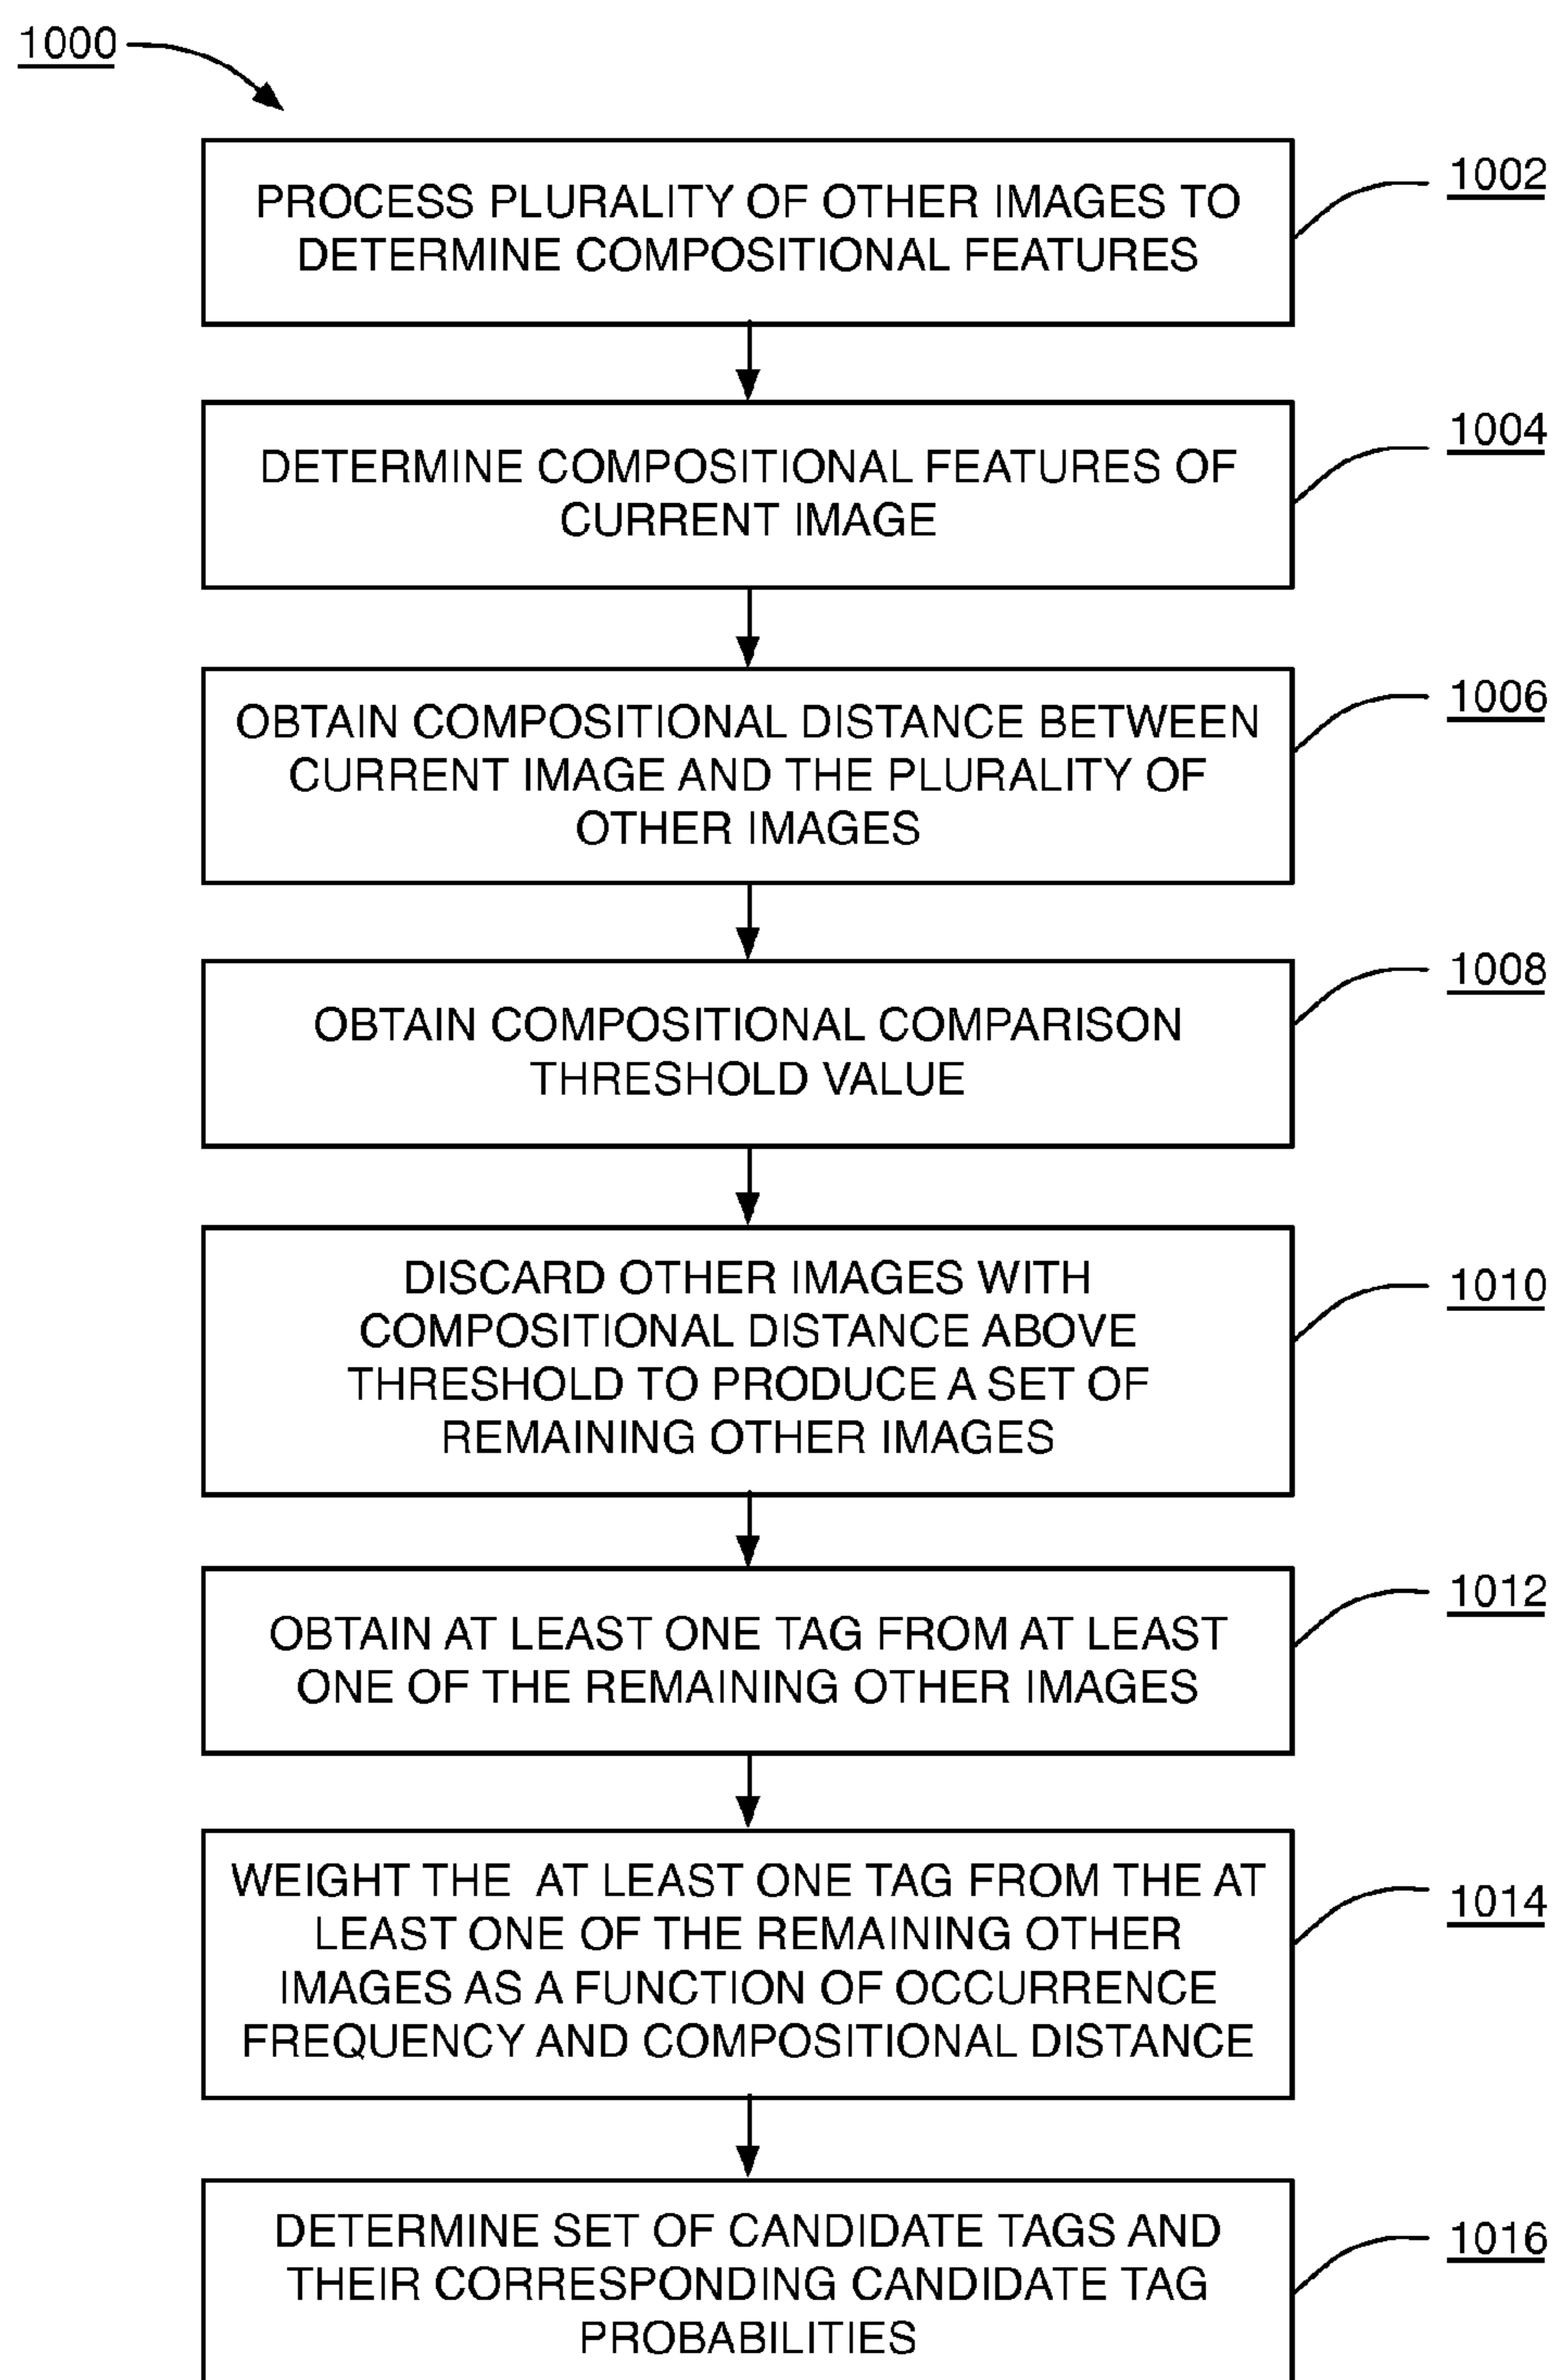 1000
PROCESS PLURALITY OF OTHER IMAGES TO
DETERMINE COMPOSITIONAL FEATURES
1002
DETERMINE COMPOSITIONAL FEATURES OF
CURRENT IMAGE
1004
OBTAIN COMPOSITIONAL DISTANCE BETWEEN
CURRENT IMAGE AND THE PLURALITY OF
OTHER IMAGES
1006
OBTAIN COMPOSITIONAL COMPARISON
THRESHOLD VALUE
1008
DISCARD OTHER IMAGES WITH
COMPOSITIONAL DISTANCE ABOVE
THRESHOLD TO PRODUCE A SET OF
REMAINING OTHER IMAGES
1010
OBTAIN AT LEAST ONE TAG FROM AT LEAST
ONE OF THE REMAINING OTHER IMAGES
1012
WEIGHT THE AT LEAST ONE TAG FROM THE AT
LEAST ONE OF THE REMAINING OTHER
IMAGES AS A FUNCTION OF OCCURRENCE
FREQUENCY AND COMPOSITIONAL DISTANCE
1014
DETERMINE SET OF CANDIDATE TAGS AND
THEIR CORRESPONDING CANDIDATE TAG
PROBABILITIES
1016